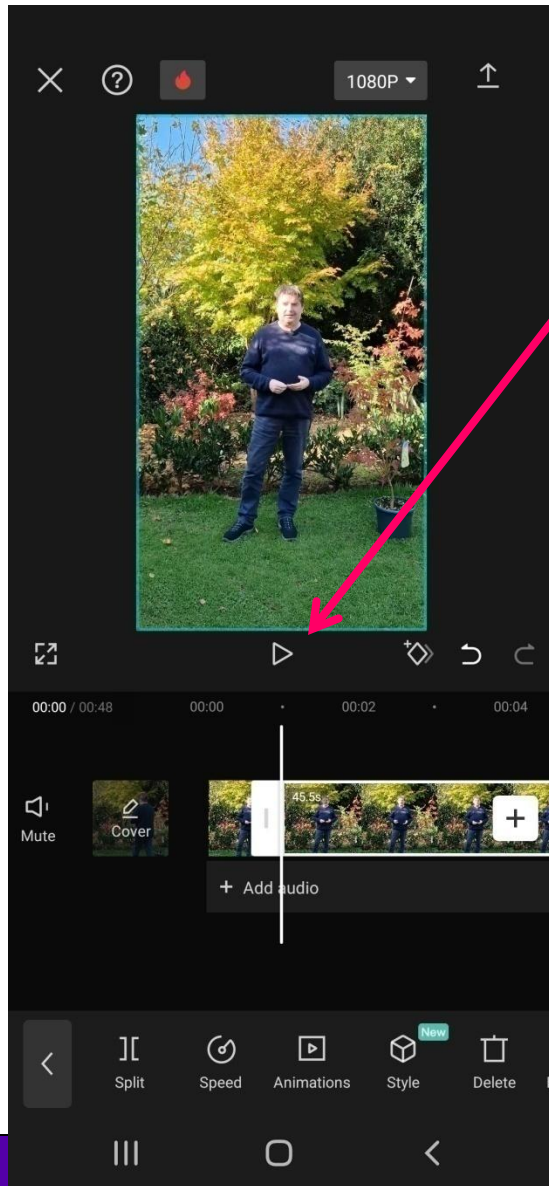 1080P
00:00 / 00:48 00:00 00:02 00:04
45.5s
Mute
Cover
+ Add audio
New
Split Speed Animations Style Delete